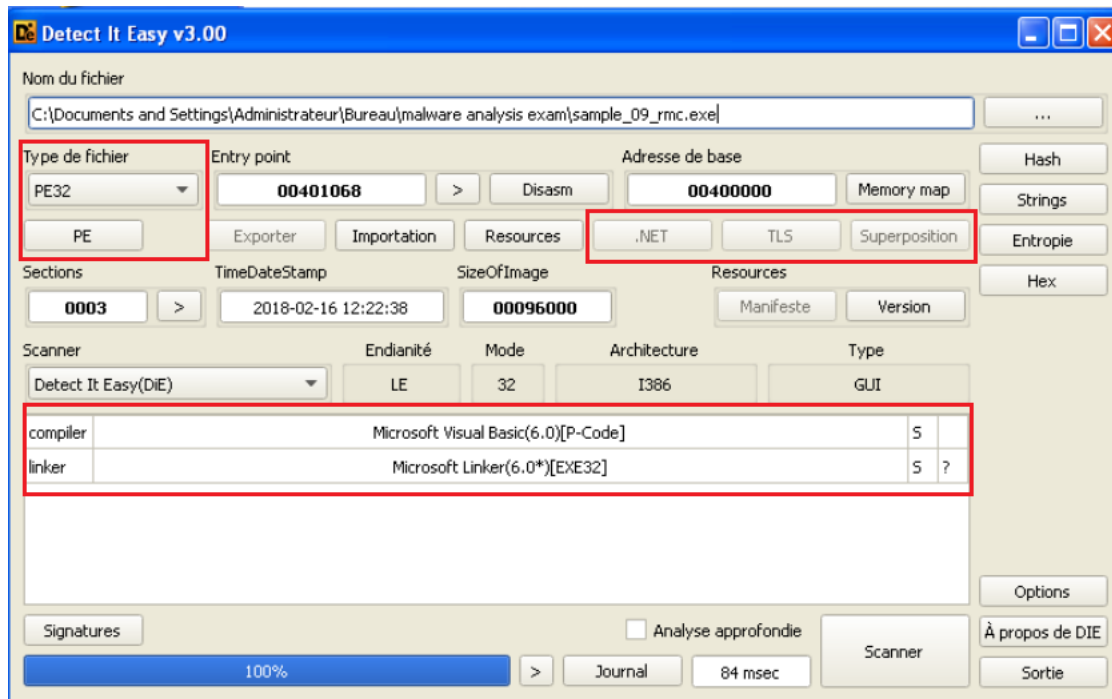 Detect It Easy v3.00
Nom du fichier
C:\Documents and Settings\Administrateur\Bureau\malware analysis exam\sample_09_rmc.exe
...
Type de fichier
Entry point
Adresse de base
PE32
00401068
>
Disasm
00400000
Memory map
Hash
Strings
PE
Exporter
Importation
Resources
.NET
TLS
Superposition
Entropie
Sections
TimeDateStamp
SizeOfImage
Resources
Hex
0003
>
2018-02-16 12:22:38
00096000
Manifeste
Version
Scanner
Endianité
Mode
Architecture
Type
Detect It Easy(DiE)
LE
32
I386
GUI
compiler
Microsoft Visual Basic(6.0)[P-Code]
S
linker
Microsoft Linker(6.0*)[EXE32]
S
?
Options
Signatures
Analyse approfondie
Scanner
À propos de DIE
100%
>
Journal
84 msec
Sortie